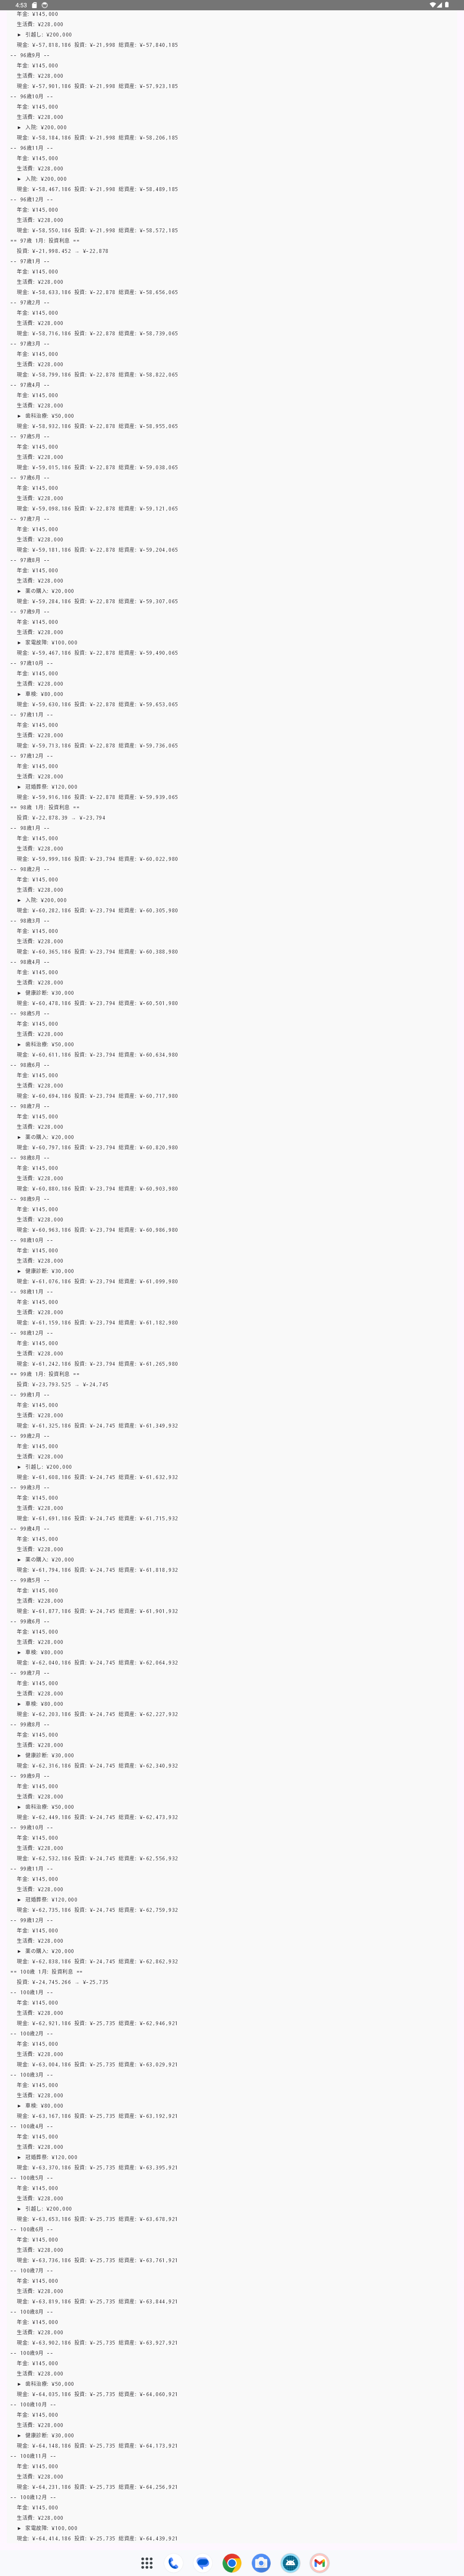 4:53
年金: ¥145,000
生活費: ¥228,000
▶ 引越し: ¥200,000
現金: ¥-57,818,186 投資: ¥-21,998 総資産: ¥-57,840,185
-- 96歳9月 --
年金: ¥145,000
生活費: ¥228,000
現金: ¥-57,901,186 投資: ¥-21,998 総資産: ¥-57,923,185
-- 96歳10月 --
年金: ¥145,000
生活費: ¥228,000
▶ 入院: ¥200,000
現金: ¥-58,184,186 投資: ¥-21,998 総資産: ¥-58,206,185
-- 96歳11月 --
年金: ¥145,000
生活費: ¥228,000
▶ 入院: ¥200,000
現金: ¥-58,467,186 投資: ¥-21,998 総資産: ¥-58,489,185
-- 96歳12月 --
年金: ¥145,000
生活費: ¥228,000
現金: ¥-58,550,186 投資: ¥-21,998 総資産: ¥-58,572,185
== 97歳 1月: 投資利息 ==
投資: ¥-21,998.452 → ¥-22,878
-- 97歳1月 --
年金: ¥145,000
生活費: ¥228,000
現金: ¥-58,633,186 投資: ¥-22,878 総資産: ¥-58,656,065
-- 97歳2月 --
年金: ¥145,000
生活費: ¥228,000
現金: ¥-58,716,186 投資: ¥-22,878 総資産: ¥-58,739,065
-- 97歳3月 --
年金: ¥145,000
生活費: ¥228,000
現金: ¥-58,799,186 投資: ¥-22,878 総資産: ¥-58,822,065
-- 97歳4月 --
年金: ¥145,000
生活費: ¥228,000
▶ 歯科治療: ¥50,000
現金: ¥-58,932,186 投資: ¥-22,878 総資産: ¥-58,955,065
-- 97歳5月 --
年金: ¥145,000
生活費: ¥228,000
現金: ¥-59,015,186 投資: ¥-22,878 総資産: ¥-59,038,065
-- 97歳6月 --
年金: ¥145,000
生活費: ¥228,000
現金: ¥-59,098,186 投資: ¥-22,878 総資産: ¥-59,121,065
-- 97歳7月 --
年金: ¥145,000
生活費: ¥228,000
現金: ¥-59,181,186 投資: ¥-22,878 総資産: ¥-59,204,065
-- 97歳8月 --
年金: ¥145,000
生活費: ¥228,000
▶ 薬の購入: ¥20,000
現金: ¥-59,284,186 投資: ¥-22,878 総資産: ¥-59,307,065
-- 97歳9月 --
年金: ¥145,000
生活費: ¥228,000
▶ 家電故障: ¥100,000
現金: ¥-59,467,186 投資: ¥-22,878 総資産: ¥-59,490,065
-- 97歳10月 --
年金: ¥145,000
生活費: ¥228,000
▶ 車検: ¥80,000
現金: ¥-59,630,186 投資: ¥-22,878 総資産: ¥-59,653,065
-- 97歳11月 --
年金: ¥145,000
生活費: ¥228,000
現金: ¥-59,713,186 投資: ¥-22,878 総資産: ¥-59,736,065
-- 97歳12月 --
年金: ¥145,000
生活費: ¥228,000
▶ 冠婚葬祭: ¥120,000
現金: ¥-59,916,186 投資: ¥-22,878 総資産: ¥-59,939,065
== 98歳 1月: 投資利息 ==
投資: ¥-22,878.39 → ¥-23,794
-- 98歳1月 --
年金: ¥145,000
生活費: ¥228,000
現金: ¥-59,999,186 投資: ¥-23,794 総資産: ¥-60,022,980
-- 98歳2月 --
年金: ¥145,000
生活費: ¥228,000
▶ 入院: ¥200,000
現金: ¥-60,282,186 投資: ¥-23,794 総資産: ¥-60,305,980
-- 98歳3月 --
年金: ¥145,000
生活費: ¥228,000
現金: ¥-60,365,186 投資: ¥-23,794 総資産: ¥-60,388,980
-- 98歳4月 --
年金: ¥145,000
生活費: ¥228,000
▶ 健康診断: ¥30,000
現金: ¥-60,478,186 投資: ¥-23,794 総資産: ¥-60,501,980
-- 98歳5月 --
年金: ¥145,000
生活費: ¥228,000
▶ 歯科治療: ¥50,000
現金: ¥-60,611,186 投資: ¥-23,794 総資産: ¥-60,634,980
-- 98歳6月 --
年金: ¥145,000
生活費: ¥228,000
現金: ¥-60,694,186 投資: ¥-23,794 総資産: ¥-60,717,980
-- 98歳7月 --
年金: ¥145,000
生活費: ¥228,000
▶ 薬の購入: ¥20,000
現金: ¥-60,797,186 投資: ¥-23,794 総資産: ¥-60,820,980
-- 98歳8月 --
年金: ¥145,000
生活費: ¥228,000
現金: ¥-60,880,186 投資: ¥-23,794 総資産: ¥-60,903,980
-- 98歳9月 --
年金: ¥145,000
生活費: ¥228,000
現金: ¥-60,963,186 投資: ¥-23,794 総資産: ¥-60,986,980
-- 98歳10月 --
年金: ¥145,000
生活費: ¥228,000
▶ 健康診断: ¥30,000
現金: ¥-61,076,186 投資: ¥-23,794 総資産: ¥-61,099,980
-- 98歳11月 --
年金: ¥145,000
生活費: ¥228,000
現金: ¥-61,159,186 投資: ¥-23,794 総資産: ¥-61,182,980
-- 98歳12月 --
年金: ¥145,000
生活費: ¥228,000
現金: ¥-61,242,186 投資: ¥-23,794 総資産: ¥-61,265,980
== 99歳 1月: 投資利息 ==
投資: ¥-23,793.525 → ¥-24,745
-- 99歳1月 --
年金: ¥145,000
生活費: ¥228,000
現金: ¥-61,325,186 投資: ¥-24,745 総資産: ¥-61,349,932
-- 99歳2月 --
年金: ¥145,000
生活費: ¥228,000
▶ 引越し: ¥200,000
現金: ¥-61,608,186 投資: ¥-24,745 総資産: ¥-61,632,932
-- 99歳3月 --
年金: ¥145,000
生活費: ¥228,000
現金: ¥-61,691,186 投資: ¥-24,745 総資産: ¥-61,715,932
-- 99歳4月 --
年金: ¥145,000
生活費: ¥228,000
▶ 薬の購入: ¥20,000
現金: ¥-61,794,186 投資: ¥-24,745 総資産: ¥-61,818,932
-- 99歳5月 --
年金: ¥145,000
生活費: ¥228,000
現金: ¥-61,877,186 投資: ¥-24,745 総資産: ¥-61,901,932
-- 99歳6月 --
年金: ¥145,000
生活費: ¥228,000
▶ 車検: ¥80,000
現金: ¥-62,040,186 投資: ¥-24,745 総資産: ¥-62,064,932
-- 99歳7月 --
年金: ¥145,000
生活費: ¥228,000
▶ 車検: ¥80,000
現金: ¥-62,203,186 投資: ¥-24,745 総資産: ¥-62,227,932
-- 99歳8月 --
年金: ¥145,000
生活費: ¥228,000
▶ 健康診断: ¥30,000
現金: ¥-62,316,186 投資: ¥-24,745 総資産: ¥-62,340,932
-- 99歳9月 --
年金: ¥145,000
生活費: ¥228,000
▶ 歯科治療: ¥50,000
現金: ¥-62,449,186 投資: ¥-24,745 総資産: ¥-62,473,932
-- 99歳10月 --
年金: ¥145,000
生活費: ¥228,000
現金: ¥-62,532,186 投資: ¥-24,745 総資産: ¥-62,556,932
-- 99歳11月 --
年金: ¥145,000
生活費: ¥228,000
▶ 冠婚葬祭: ¥120,000
現金: ¥-62,735,186 投資: ¥-24,745 総資産: ¥-62,759,932
-- 99歳12月 --
年金: ¥145,000
生活費: ¥228,000
▶ 薬の購入: ¥20,000
現金: ¥-62,838,186 投資: ¥-24,745 総資産: ¥-62,862,932
== 100歳 1月: 投資利息 ==
投資: ¥-24,745.266 → ¥-25,735
-- 100歳1月 --
年金: ¥145,000
生活費: ¥228,000
現金: ¥-62,921,186 投資: ¥-25,735 総資産: ¥-62,946,921
-- 100歳2月 --
年金: ¥145,000
生活費: ¥228,000
現金: ¥-63,004,186 投資: ¥-25,735 総資産: ¥-63,029,921
-- 100歳3月 --
年金: ¥145,000
生活費: ¥228,000
▶ 車検: ¥80,000
現金: ¥-63,167,186 投資: ¥-25,735 総資産: ¥-63,192,921
-- 100歳4月 --
年金: ¥145,000
生活費: ¥228,000
▶ 冠婚葬祭: ¥120,000
現金: ¥-63,370,186 投資: ¥-25,735 総資産: ¥-63,395,921
-- 100歳5月 --
年金: ¥145,000
生活費: ¥228,000
▶ 引越し: ¥200,000
現金: ¥-63,653,186 投資: ¥-25,735 総資産: ¥-63,678,921
-- 100歳6月 --
年金: ¥145,000
生活費: ¥228,000
現金: ¥-63,736,186 投資: ¥-25,735 総資産: ¥-63,761,921
-- 100歳7月 --
年金: ¥145,000
生活費: ¥228,000
現金: ¥-63,819,186 投資: ¥-25,735 総資産: ¥-63,844,921
-- 100歳8月 --
年金: ¥145,000
生活費: ¥228,000
現金: ¥-63,902,186 投資: ¥-25,735 総資産: ¥-63,927,921
-- 100歳9月 --
年金: ¥145,000
生活費: ¥228,000
▶ 歯科治療: ¥50,000
現金: ¥-64,035,186 投資: ¥-25,735 総資産: ¥-64,060,921
-- 100歳10月 --
年金: ¥145,000
生活費: ¥228,000
▶ 健康診断: ¥30,000
現金: ¥-64,148,186 投資: ¥-25,735 総資産: ¥-64,173,921
-- 100歳11月 --
年金: ¥145,000
生活費: ¥228,000
現金: ¥-64,231,186 投資: ¥-25,735 総資産: ¥-64,256,921
-- 100歳12月 --
年金: ¥145,000
生活費: ¥228,000
▶ 家電故障: ¥100,000
現金: ¥-64,414,186 投資: ¥-25,735 総資産: ¥-64,439,921